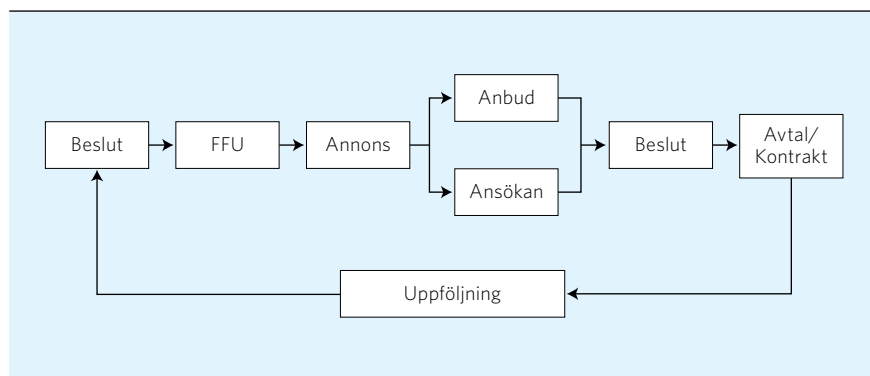 Beslut
FFU
Annons
Anbud
Ansökan
Beslut
Avtal/
Kontrakt
Uppföljning